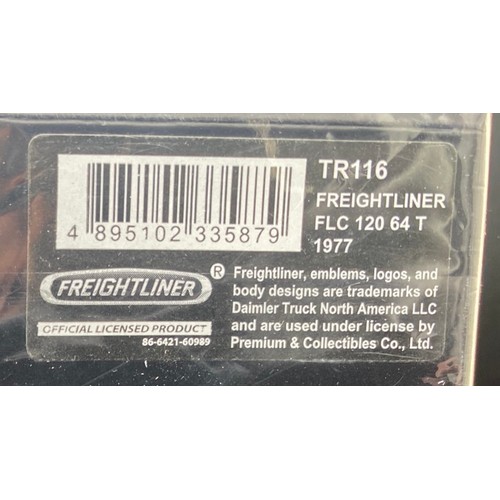 TR116
FREIGHTLINER
FLC 120 64 T
1977
4 895102 335879
FREIGHTLINER ®
OFFICIAL LICENSED PRODUCT
86-6421-60989
Freightliner, emblems, logos, and
body designs are trademarks of
Daimler Truck North America LLC
and are used under license by
Premium & Collectibles Co., Ltd.